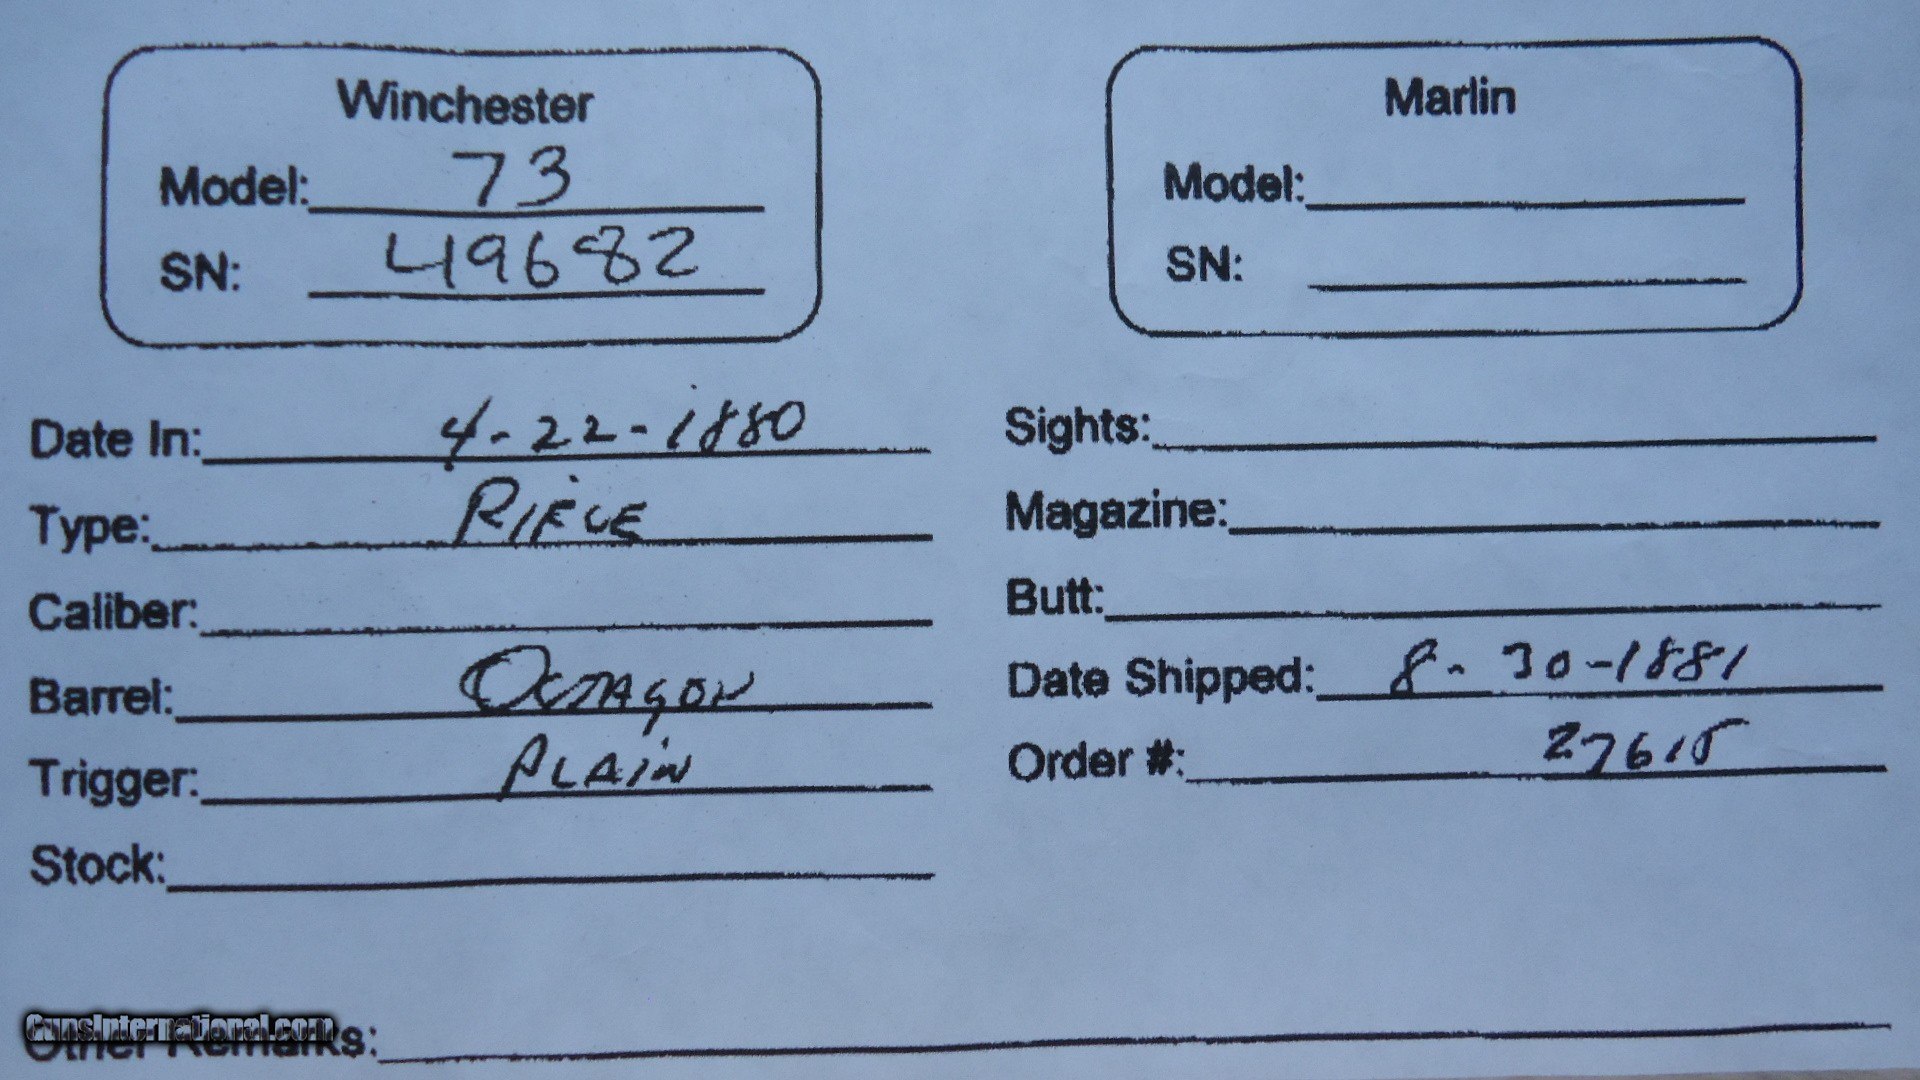 Winchester
Model: 73
SN: 49682
Marlin
Model:
SN:
Date In: 4-22-1880
Type: RIFLE
Caliber:
Barrel: OCTAGON
Trigger: PLAIN
Stock:
Sights:
Magazine:
Butt:
Date Shipped: 8-30-1881
Order #: 27615
Other Remarks:
GunsInternational.com